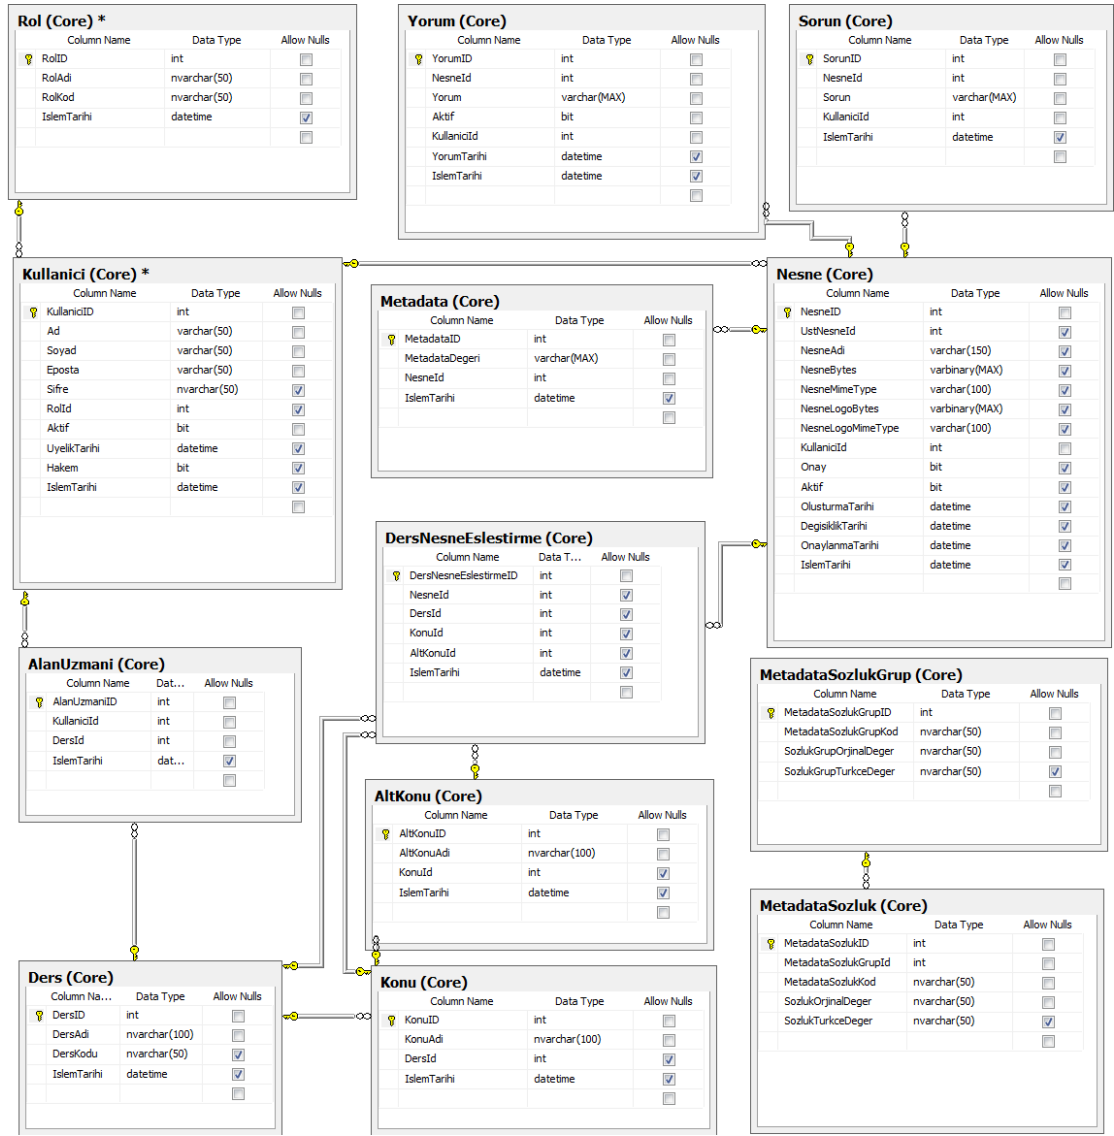 Rol (Core) *
Column Name Data Type Allow Nulls
RolID int
RolAdi nvarchar(50)
RolKod nvarchar(50)
IslemTarihi datetime
Yorum (Core)
Column Name Data Type Allow Nulls
YorumID int
NesneId int
Yorum varchar(MAX)
Aktif bit
KullaniciId int
YorumTarihi datetime
IslemTarihi datetime
Sorun (Core)
Column Name Data Type Allow Nulls
SorunID int
NesneId int
Sorun varchar(MAX)
KullaniciId int
IslemTarihi datetime
Kullanici (Core) *
Column Name Data Type Allow Nulls
KullaniciID int
Ad varchar(50)
Soyad varchar(50)
Eposta varchar(50)
Sifre nvarchar(50)
RolId int
Aktif bit
UyelikTarihi datetime
Hakem bit
IslemTarihi datetime
Metadata (Core)
Column Name Data Type Allow Nulls
MetadataID int
MetadataDegeri varchar(MAX)
NesneId int
IslemTarihi datetime
Nesne (Core)
Column Name Data Type Allow Nulls
NesneID int
UstNesneId int
NesneAdi varchar(150)
NesneBytes varbinary(MAX)
NesneMimeType varchar(100)
NesneLogoBytes varbinary(MAX)
NesneLogoMimeType varchar(100)
KullaniciId int
Onay bit
Aktif bit
OlusturmaTarihi datetime
DegisiklikTarihi datetime
OnaylanmaTarihi datetime
IslemTarihi datetime
DersNesneEslestirme (Core)
Column Name Data T... Allow Nulls
DersNesneEslestirmeID int
NesneId int
DersId int
KonuId int
AltKonuId int
IslemTarihi datetime
AlanUzmani (Core)
Column Name Dat... Allow Nulls
AlanUzmaniID int
KullaniciId int
DersId int
IslemTarihi dat...
MetadataSozlukGrup (Core)
Column Name Data Type Allow Nulls
MetadataSozlukGrupID int
MetadataSozlukGrupKod nvarchar(50)
SozlukGrupOrjinalDeger nvarchar(50)
SozlukGrupTurkceDeger nvarchar(50)
AltKonu (Core)
Column Name Data Type Allow Nulls
AltKonuID int
AltKonuAdi nvarchar(100)
KonuId int
IslemTarihi datetime
MetadataSozluk (Core)
Column Name Data Type Allow Nulls
MetadataSozlukID int
MetadataSozlukGrupId int
MetadataSozlukKod nvarchar(50)
SozlukOrjinalDeger nvarchar(50)
SozlukTurkceDeger nvarchar(50)
Ders (Core)
Column Na... Data Type Allow Nulls
DersID int
DersAdi nvarchar(100)
DersKodu nvarchar(50)
IslemTarihi datetime
Konu (Core)
Column Name Data Type Allow Nulls
KonuID int
KonuAdi nvarchar(100)
DersId int
IslemTarihi datetime